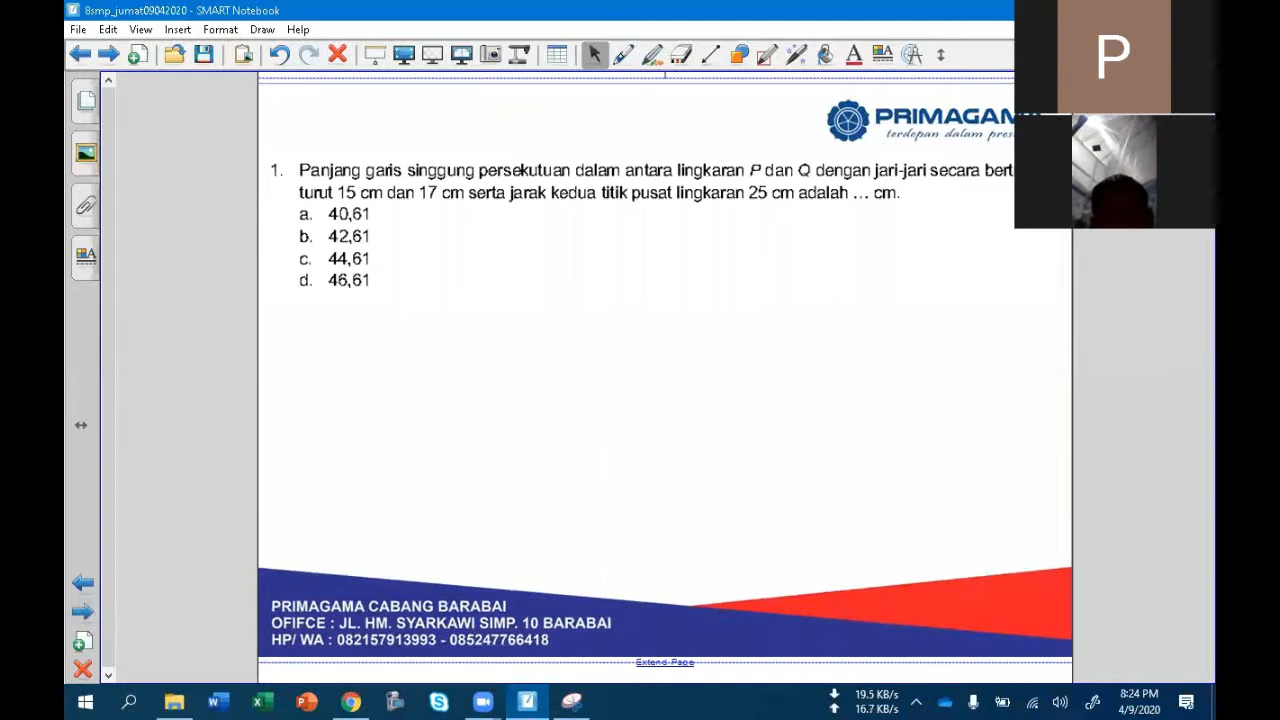 8smp_jumat09042020 - SMART Notebook
File Edit View Insert Format Draw Help
P
PRIMAGAMA
terdepan dalam
1. Panjang garis singgung persekutuan dalam antara lingkaran P dan Q dengan jari-jari secara
turut 15 cm dan 17 cm serta jarak kedua titik pusat lingkaran 25 cm adalah ... cm.
a. 40,61
b. 42,61
c. 44,61
d. 46,61
PRIMAGAMA CABANG BARABAI
OFIFCE : JL. HM. SYARKAWI SIMP. 10 BARABAI
HP/ WA : 082157913993 - 085247766418
Extend Page
19.5 KB/s
16.7 KB/s
8:24 PM
4/9/2020